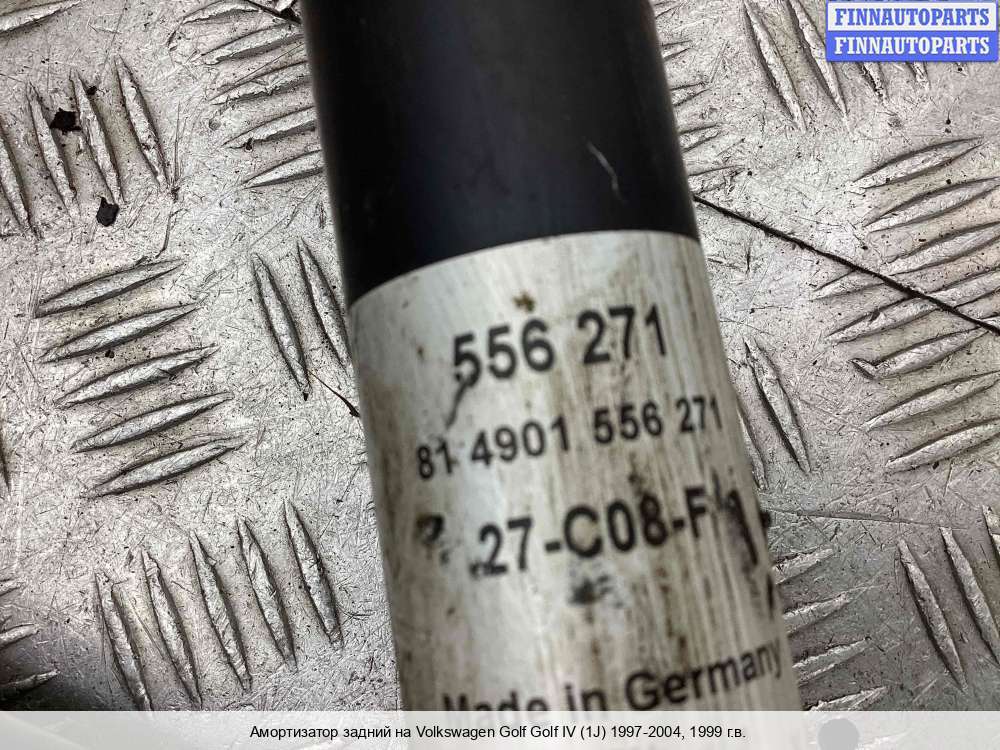 FINNAUTOPARTS
FINNAUTOPARTS
556 271
81 4901 556 271
27-C08-F
Made in Germany
Амортизатор задний на Volkswagen Golf Golf IV (1J) 1997-2004, 1999 г.в.